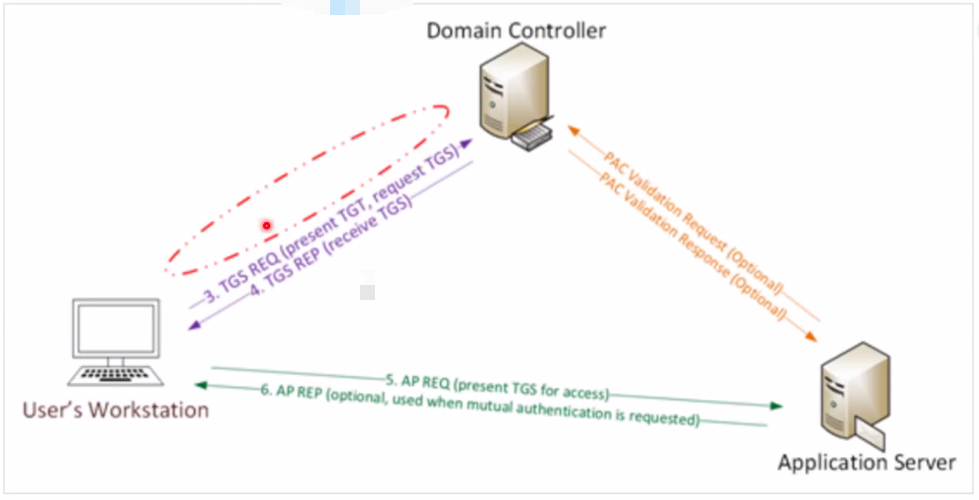 Domain Controller
3. TGS REQ (present TGT, request TGS)
4. TGS REP (receive TGS)
PAC Validation Request (Optional)
PAC Validation Response (Optional)
5. AP REQ (present TGS for access)
6. AP REP (optional, used when mutual authentication is requested)
User's Workstation
Application Server